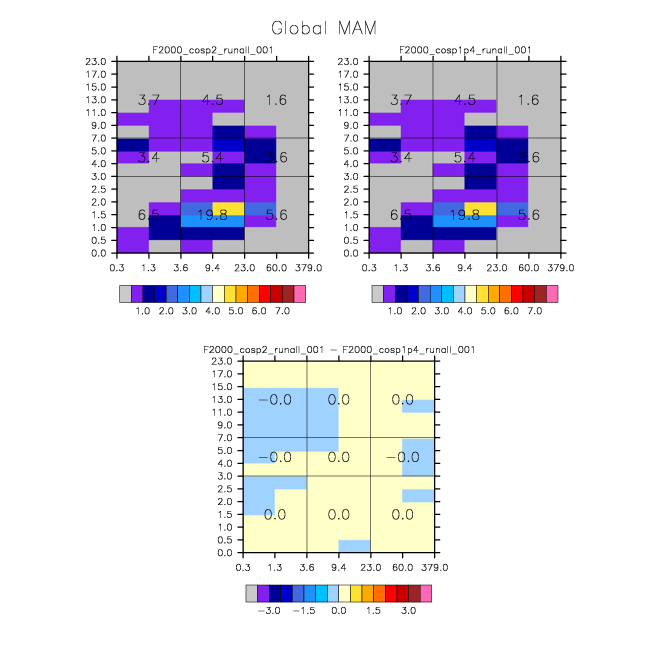 Global MAM
F2000_cosp2_runall_001
F2000_cosp1p4_runall_001
23.0
17.0
15.0
13.0
11.0
9.0
7.0
5.0
4.0
3.0
2.5
2.0
1.5
1.0
0.5
0.0
3.7 4.5 1.6
3.4 5.4 3.6
6.5 19.8 5.6
0.3 1.3 3.6 9.4 23.0 60.0 379.0
1.0 2.0 3.0 4.0 5.0 6.0 7.0
23.0
17.0
15.0
13.0
11.0
9.0
7.0
5.0
4.0
3.0
2.5
2.0
1.5
1.0
0.5
0.0
3.7 4.5 1.6
3.4 5.4 3.6
6.5 19.8 5.6
0.3 1.3 3.6 9.4 23.0 60.0 379.0
1.0 2.0 3.0 4.0 5.0 6.0 7.0
F2000_cosp2_runall_001 − F2000_cosp1p4_runall_001
23.0
17.0
15.0
13.0
11.0
9.0
7.0
5.0
4.0
3.0
2.5
2.0
1.5
1.0
0.5
0.0
−0.0 0.0 0.0
−0.0 0.0 −0.0
0.0 0.0 0.0
0.3 1.3 3.6 9.4 23.0 60.0 379.0
−3.0 −1.5 0.0 1.5 3.0